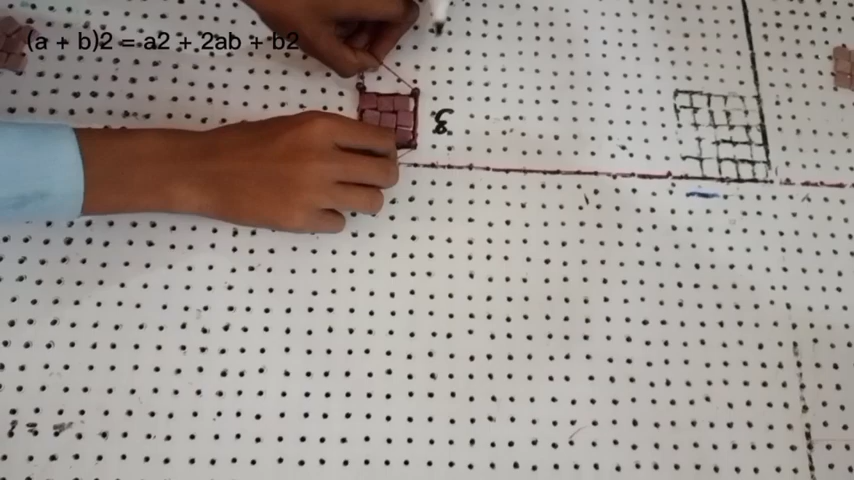 (a + b)2 = a2 + 2ab + b2